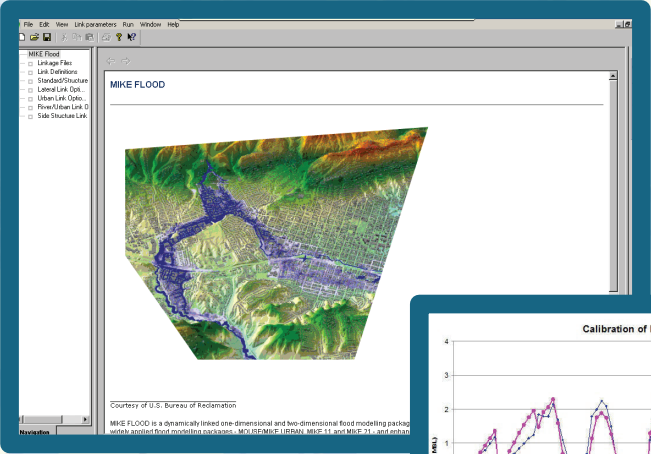 File Edit View Link parameters Run Window Help
MIKE Flood
Linkage Files
Link Definitions
Standard/Structure
Lateral Link Opti...
Urban Link Optio...
River/Urban Link O
Side Structure Link
Navigation
MIKE FLOOD
Courtesy of U.S. Bureau of Reclamation
MIKE FLOOD is a dynamically linked one-dimensional and two-dimensional flood modelling packag
widely applied flood modelling packages - MOUSE/MIKE URBAN, MIKE 11 and MIKE 21 - and enhan
Calibration of
4
3
2
1